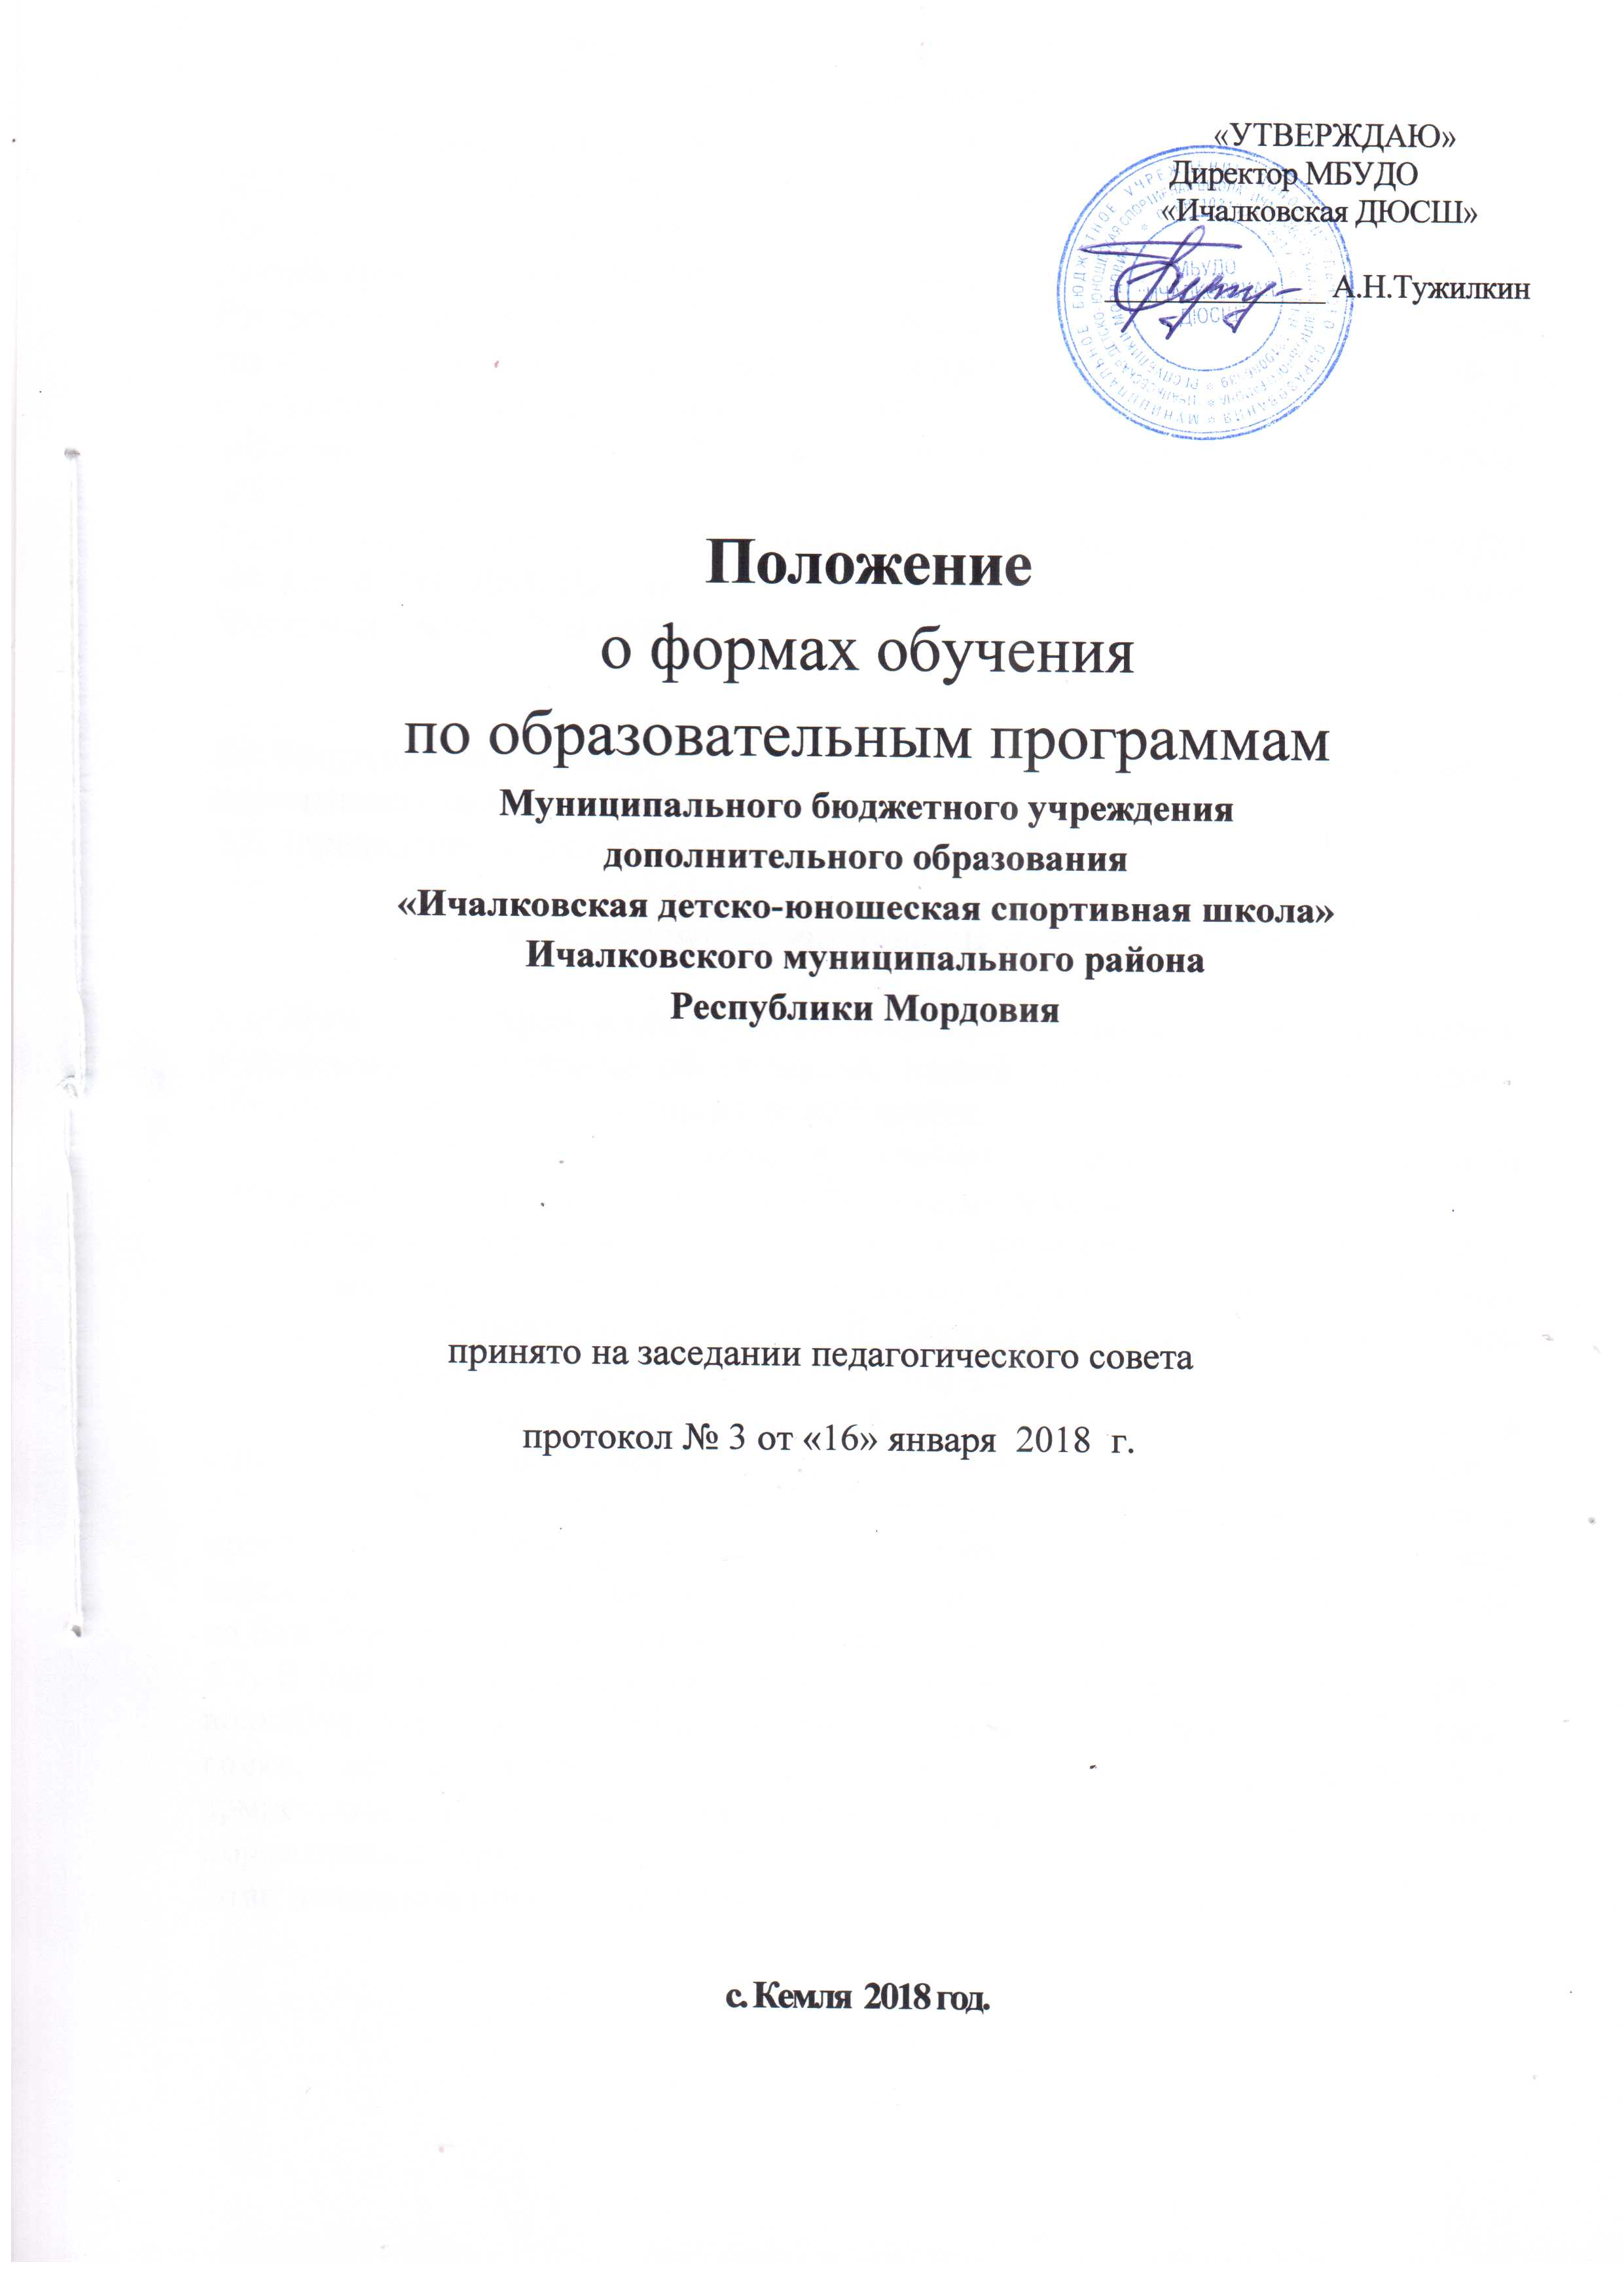 «УТВЕРЖДАЮ»
Директор МБУДО
«Ичалковская ДЮСШ»
А.Н.Тужилкин
МБУДО
ДЮСШ
Положение
о формах обучения
по образовательным программам
Муниципального бюджетного учреждения
дополнительного образования
«Ичалковская детско-юношеская спортивная школа»
Ичалковского муниципального района
Республики Мордовия
принято на заседании педагогического совета
протокол № 3 от «16» января 2018 г.
с. Кемля 2018 год.